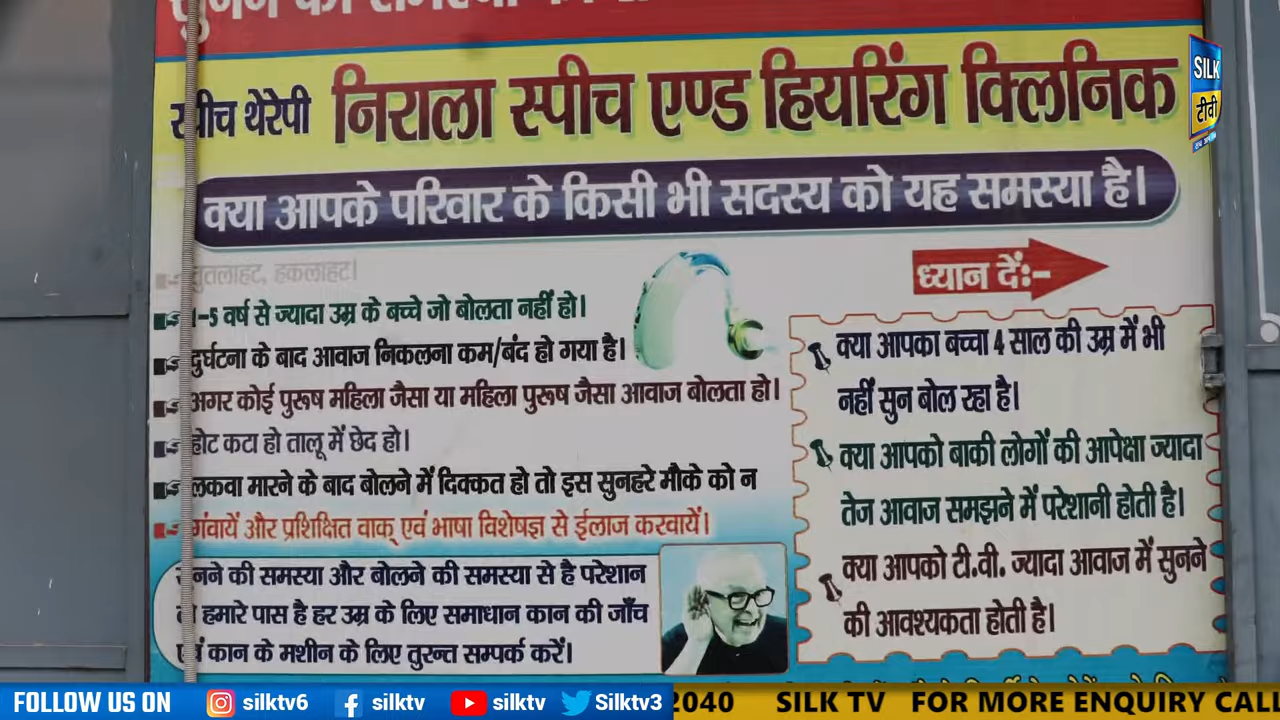 स्पीच थेरेपी निराला स्पीच एण्ड हियरिंग क्लिनिक
SILK
टीवी
क्या आपके परिवार के किसी भी सदस्य को यह समस्या है।
तुतलाहट, हकलाहट।
-5 वर्ष से ज्यादा उम्र के बच्चे जो बोलता नहीं हो।
दुर्घटना के बाद आवाज निकलना कम/बंद हो गया है।
अगर कोई पुरूष महिला जैसा या महिला पुरूष जैसा आवाज बोलता हो।
होट कटा हो तालू में छेद हो।
लकवा मारने के बाद बोलने में दिक्कत हो तो इस सुनहरे मौके को न
गंवायें और प्रशिक्षित वाक् एवं भाषा विशेषज्ञ से ईलाज करवायें।
सुनने की समस्या और बोलने की समस्या से है परेशान
हमारे पास है हर उम्र के लिए समाधान कान की जाँच
एवं कान के मशीन के लिए तुरन्त सम्पर्क करें।
ध्यान दें:-
क्या आपका बच्चा 4 साल की उम्र में भी
नहीं सुन बोल रहा है।
क्या आपको बाकी लोगों की आपेक्षा ज्यादा
तेज आवाज समझने में परेशानी होती है।
क्या आपको टी.वी. ज्यादा आवाज में सुनने
की आवश्यकता होती है।
FOLLOW US ON silktv6 silktv silktv Silktv3 2040 SILK TV FOR MORE ENQUIRY CALL